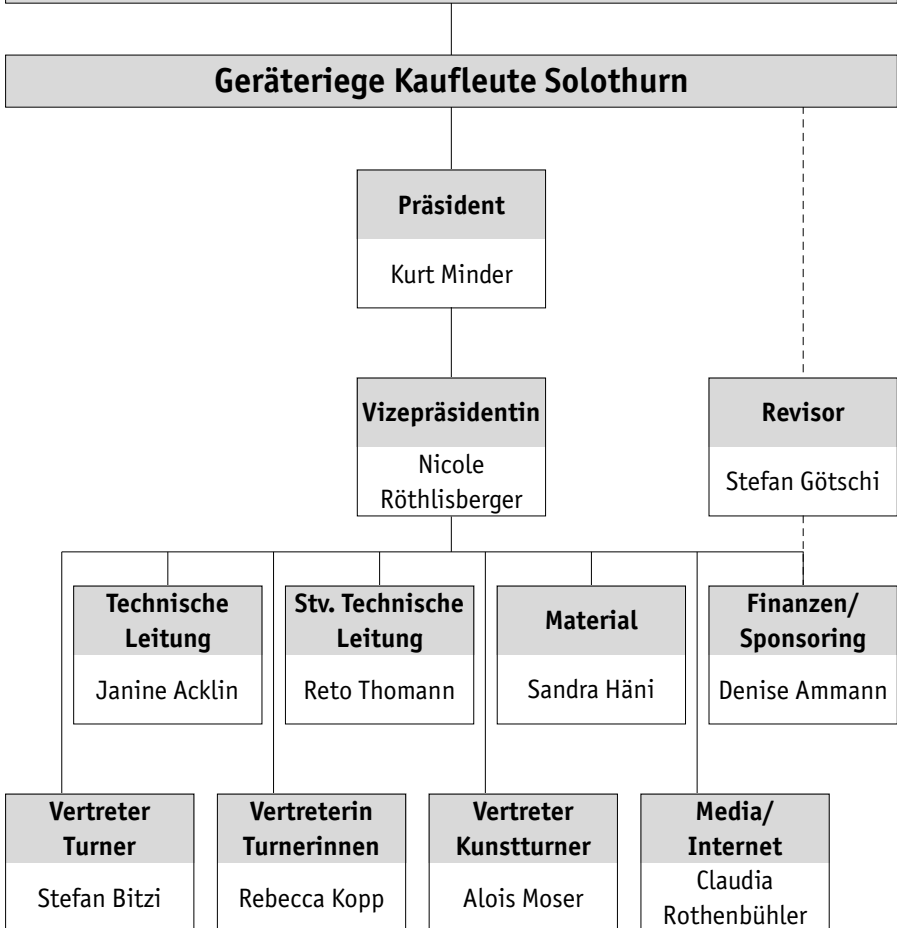 Geräteriege Kaufleute Solothurn
Präsident
Kurt Minder
Vizepräsidentin
Nicole
Röthlisberger
Revisor
Stefan Götschi
Technische
Leitung
Janine Acklin
Stv. Technische
Leitung
Reto Thomann
Material
Sandra Häni
Finanzen/
Sponsoring
Denise Ammann
Vertreter
Turner
Stefan Bitzi
Vertreterin
Turnerinnen
Rebecca Kopp
Vertreter
Kunstturner
Alois Moser
Media/
Internet
Claudia
Rothenbühler